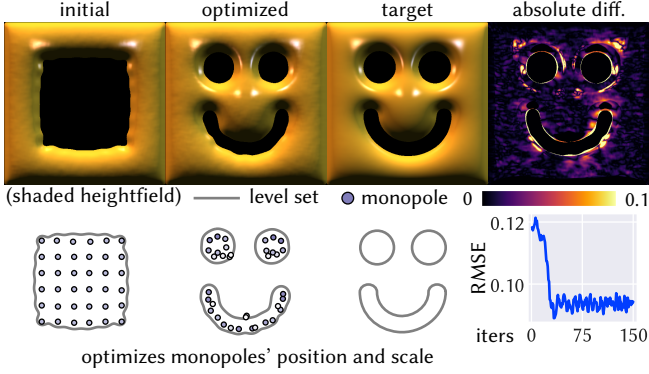 initial optimized target absolute diff.
(shaded heightfield) level set monopole 0 0.1
0.12
0.10
RMSE
iters 0 75 150
optimizes monopoles' position and scale